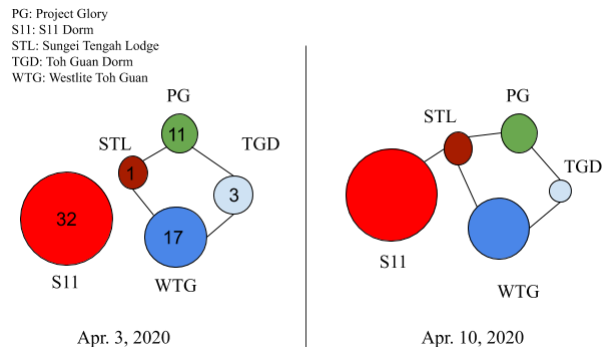 PG: Project Glory
S11: S11 Dorm
STL: Sungei Tengah Lodge
TGD: Toh Guan Dorm
WTG: Westlite Toh Guan
PG
11
STL
1
TGD
3
32
17
S11
WTG
Apr. 3, 2020
PG
STL
TGD
S11
WTG
Apr. 10, 2020